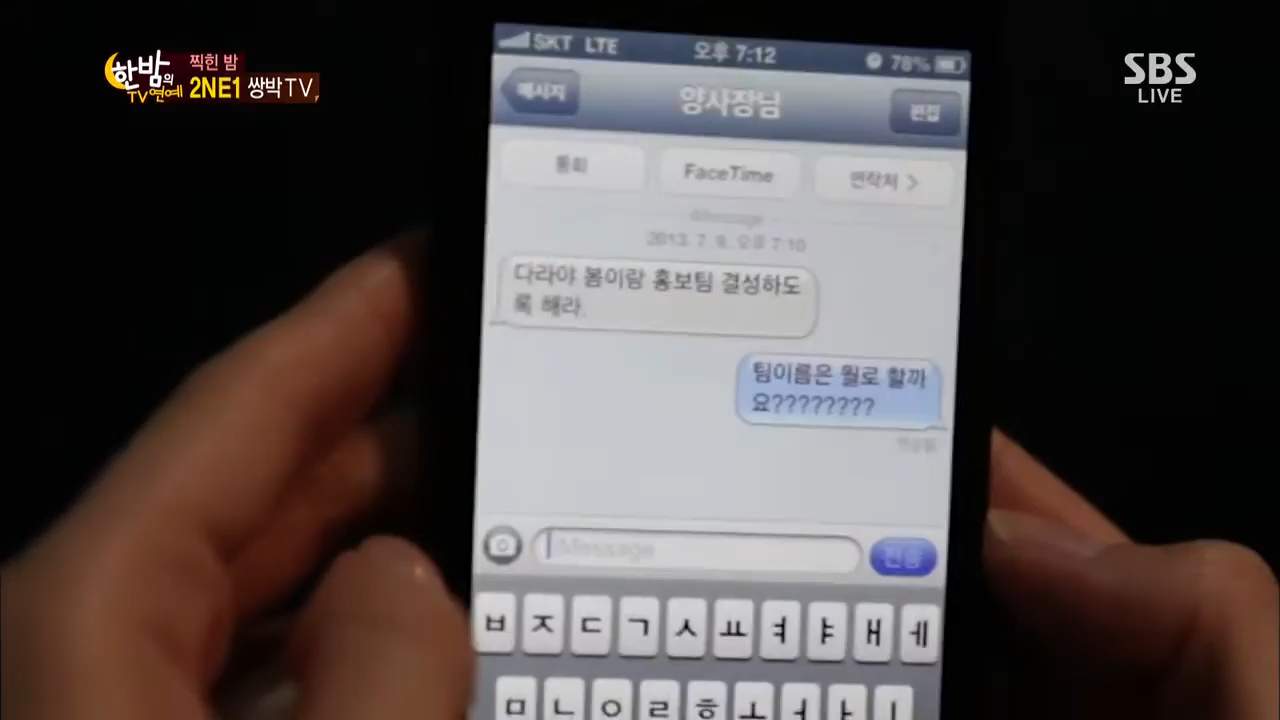 한밤의
TV연예
찍힌 밤
2NE1 쌍박TV
SBS
LIVE
SKT LTE
오후 7:12
78%
메시지
양사장님
편집
통화
FaceTime
연락처 >
iMessage
2013. 7. 9. 오후 7:10
다라야 봄이랑 홍보팀 결성하도
록 해라.
팀이름은 뭘로 할까
요????????
Message
전송
ㅂ ㅈ ㄷ ㄱ ㅅ ㅛ ㅕ ㅑ ㅐ ㅔ
ㅁ ㄴ ㅇ ㄹ ㅎ ㅗ ㅓ ㅏ ㅣ